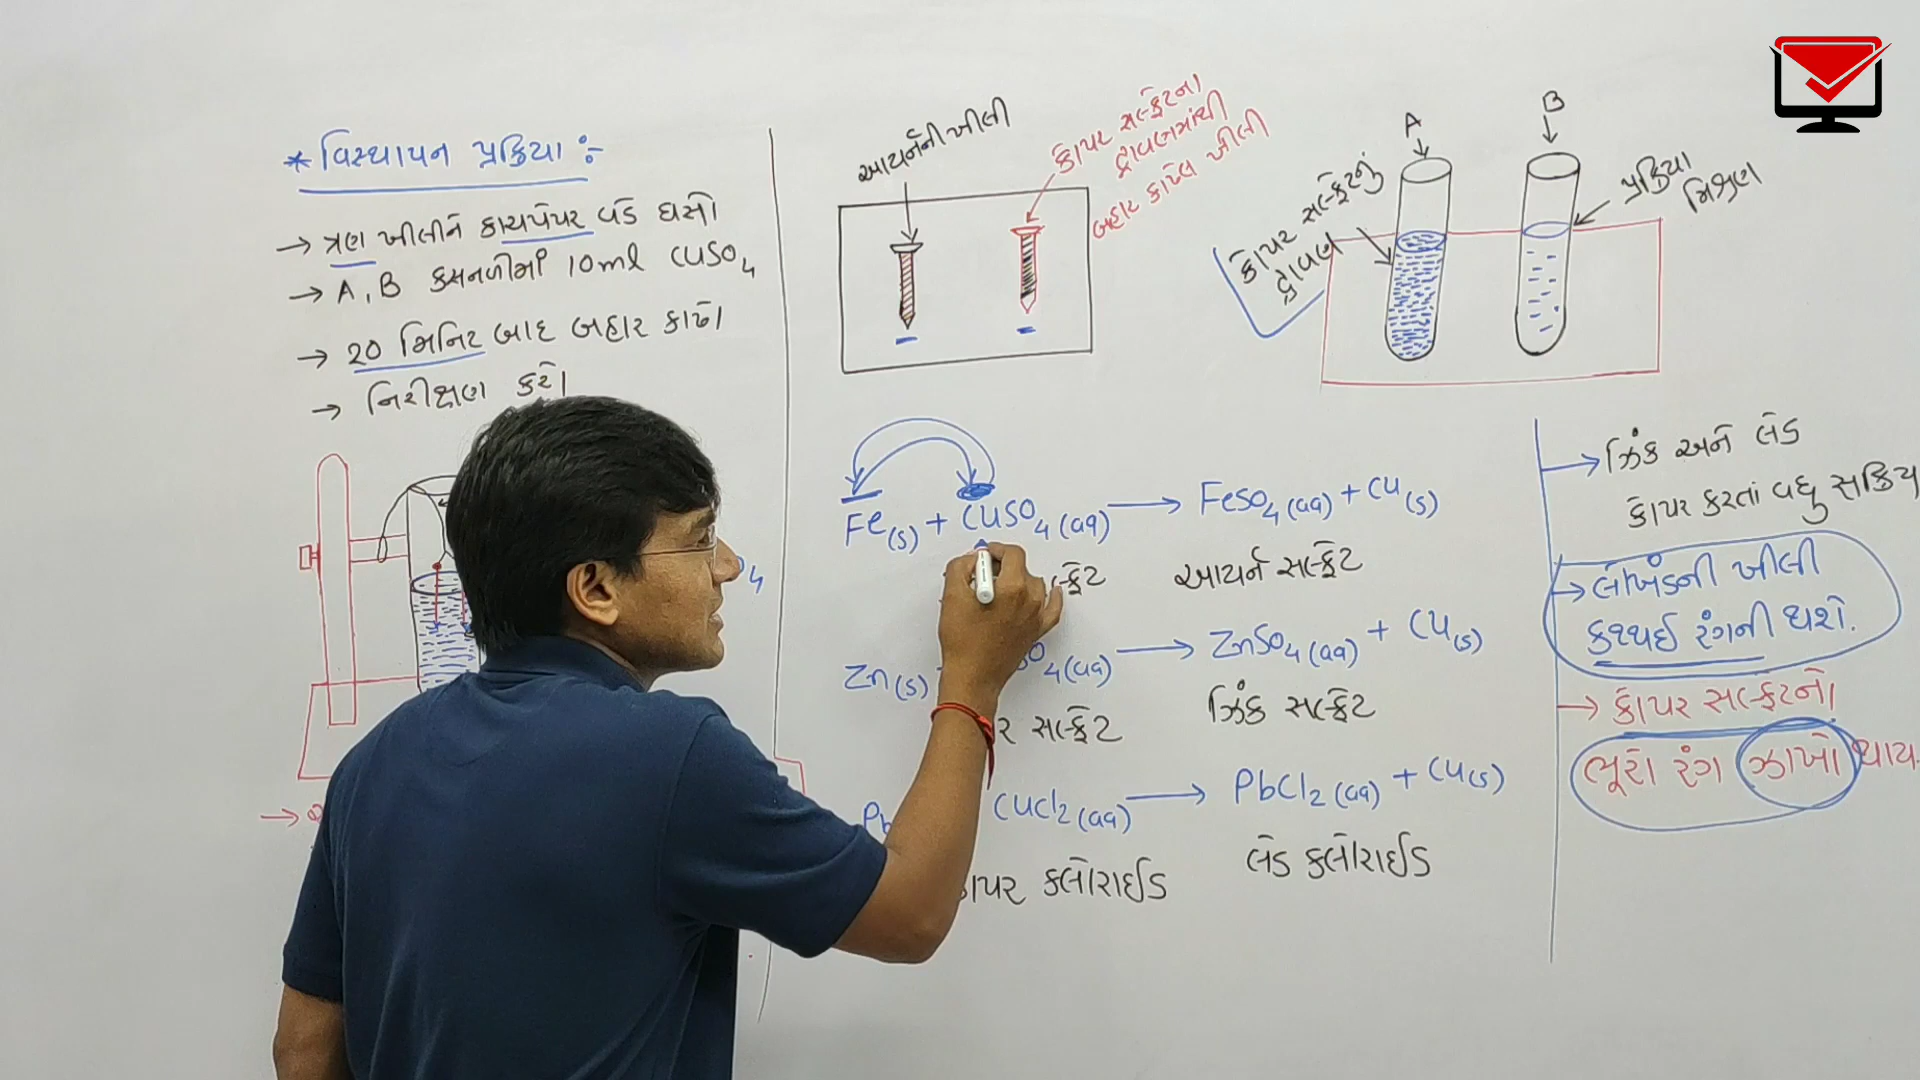 * વિસ્થાપન પ્રક્રિયા :-
→ ત્રણ ખીલીને કાચપેપર વડે ઘસો
→ A, B કસનળીમાં 10ml CuSO4
→ 20 મિનિટ બાદ બહાર કાઢો
→ નિરીક્ષણ કરો
આયર્નની ખીલી
કોપર સલ્ફેટના
દ્રાવણમાંથી
બહાર કાઢેલ ખીલી
A
B
કોપર સલ્ફેટનું
દ્રાવણ
પ્રક્રિયા
મિશ્રણ
Fe(s) + CuSO4 (aq) → FeSO4 (aq) + Cu(s)
આયર્ન સલ્ફેટ
4
Zn(s) 4(aq) → ZnSO4 (aq) + Cu(s)
સલ્ફેટ ઝિંક સલ્ફેટ
Pb CuCl2 (aq) → PbCl2 (aq) + Cu(s)
કોપર ક્લોરાઈડ લેડ ક્લોરાઈડ
→ ઝિંક અને લેડ
કોપર કરતાં વધુ સક્રિય
→ લોખંડની ખીલી
કથ્થઈ રંગની થશે.
→ કોપર સલ્ફેટનો
ભૂરો રંગ ઝાંખો થાય